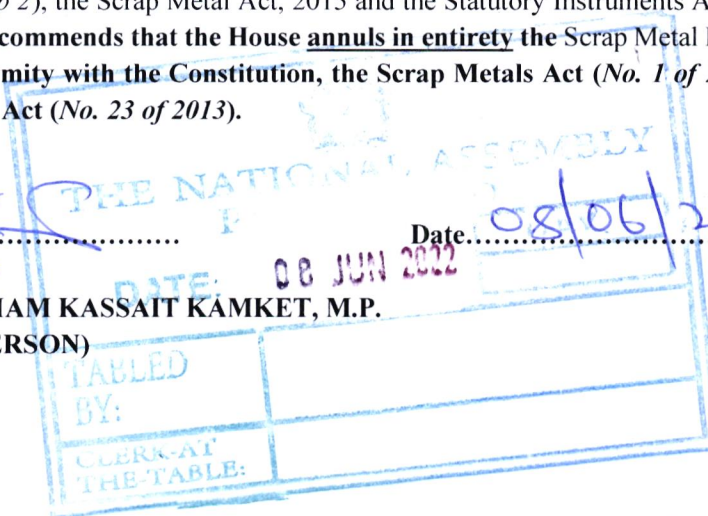 2), the Scrap Metal Act, 2015 and the Statutory Instruments A
commends that the House annuls in entirety the Scrap Metal
mity with the Constitution, the Scrap Metals Act (No. 1 of
Act (No. 23 of 2013).
THE NATIONAL ASSEMBLY
Date 08/06/2
DATE: 08 JUN 2022
IAM KASSAIT KAMKET, M.P.
ERSON)
TABLED
BY:
CLERK-AT
THE-TABLE: